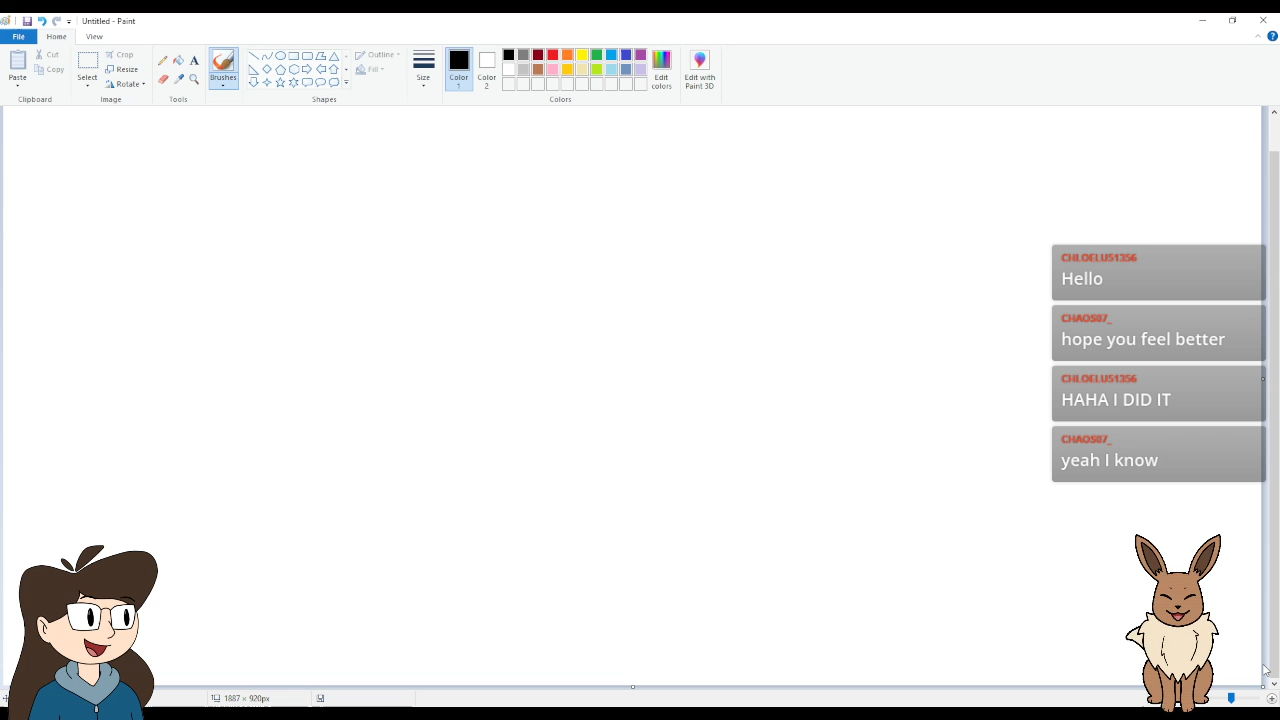 Untitled - Paint
File Home View
Paste
Clipboard
Cut
Copy
Select
Crop
Resize
Rotate
Image
A
Tools
Brushes
Outline
Fill
Shapes
Size
Color
1
Color
2
Edit
colors
Colors
Edit with
Paint 3D
CHLOELU51356
Hello
CHAOS07_
hope you feel better
CHLOELU51356
HAHA I DID IT
CHAOS07_
yeah I know
1887 × 920px